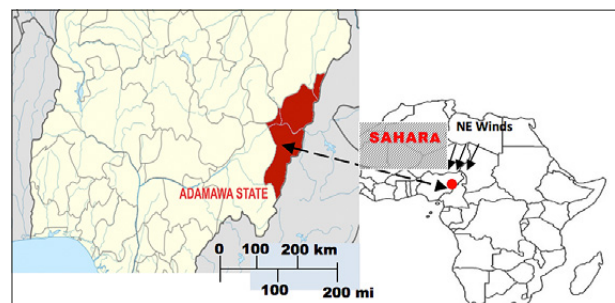 SAHARA
NE Winds
ADAMAWA STATE
0 100 200 km
100 200 mi